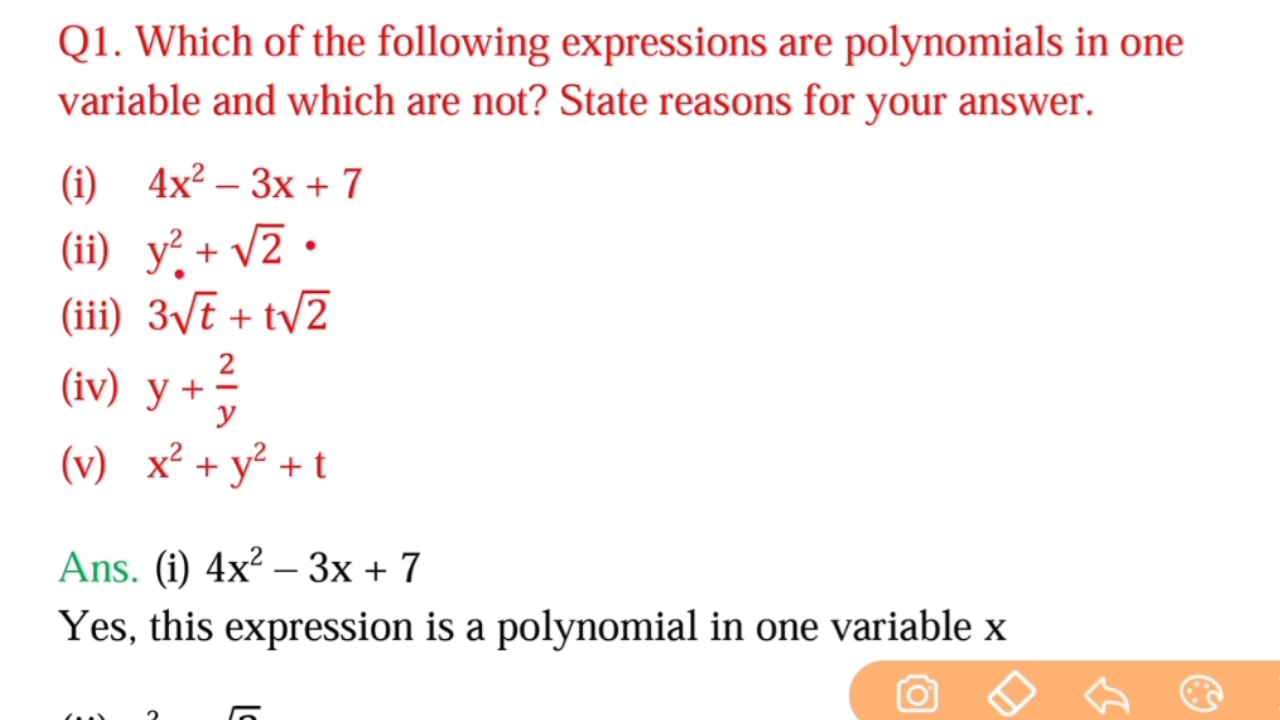 Q1. Which of the following expressions are polynomials in one
variable and which are not? State reasons for your answer.
(i) 4x² – 3x + 7
(ii) y² + √2
(iii) 3√t + t√2
(iv) y + 2/y
(v) x² + y² + t
Ans. (i) 4x² – 3x + 7
Yes, this expression is a polynomial in one variable x